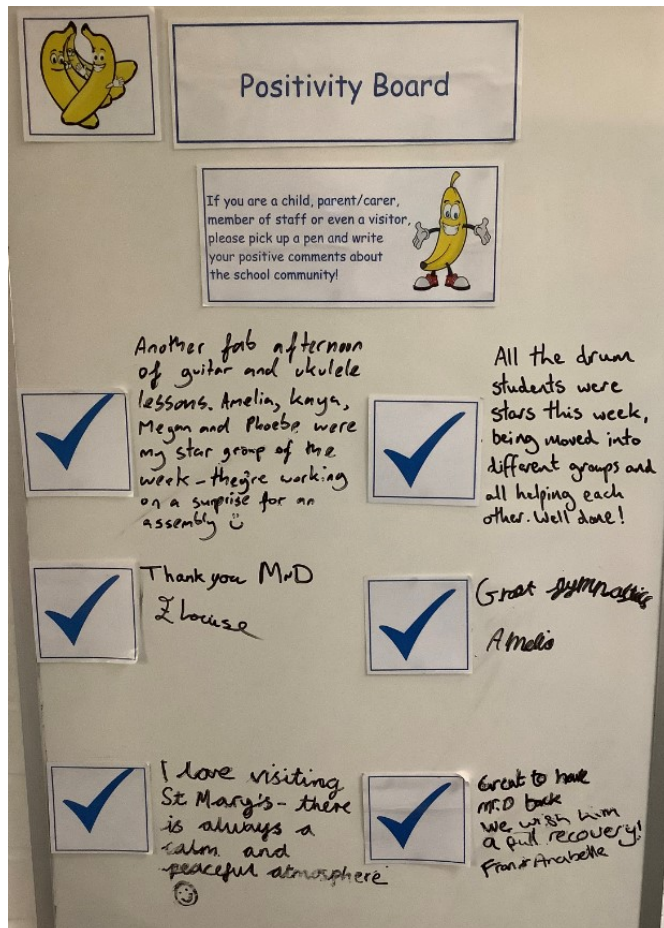 Positivity Board
If you are a child, parent/carer,
member of staff or even a visitor,
please pick up a pen and write
your positive comments about
the school community!
Another fab afternoon
of guitar and ukulele
lessons. Amelia, Kaya,
Megan and Phoebe were
my star group of the
week - they're working
on a surprise for an
assembly
All the drum
students were
stars this week,
being moved into
different groups and
all helping each
other. Well done!
Thank you
Great gymnastics
Amelia
I love visiting
St Mary's - there
is always a
calm and
peaceful atmosphere
Great to have
Mr.D back
We wish him
a full recovery!
Anabelle